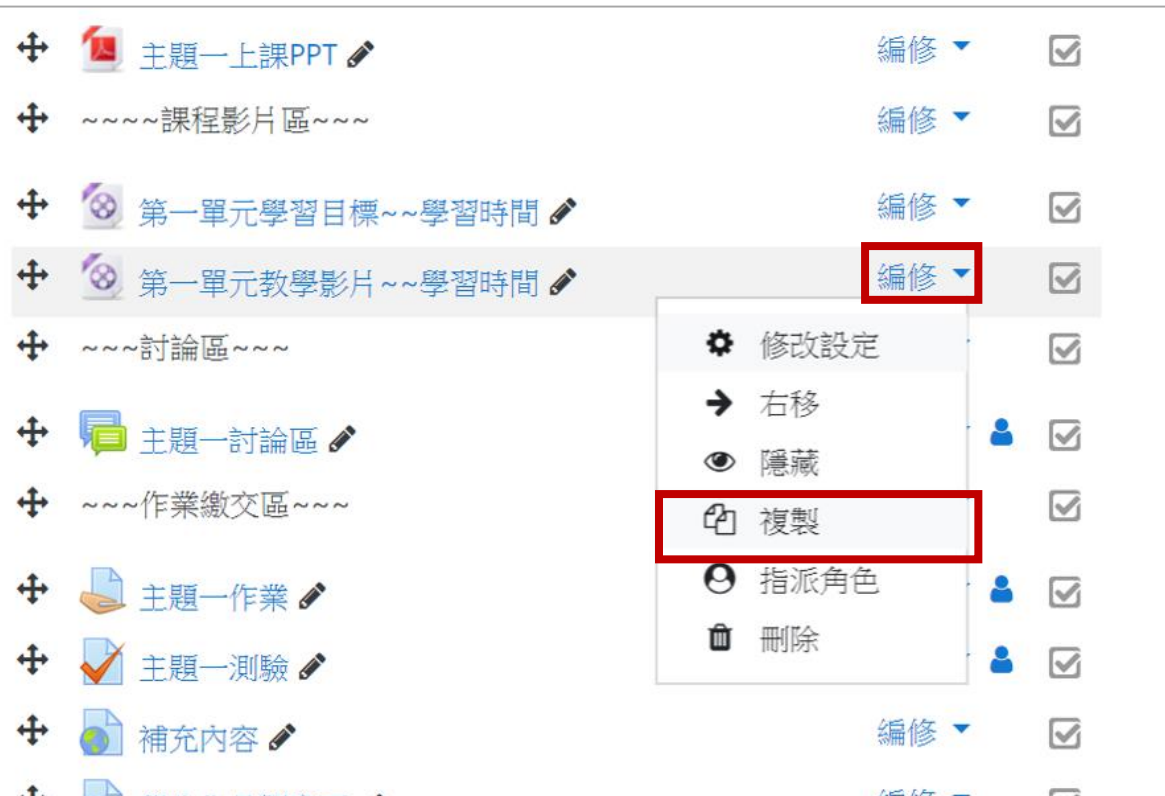 主題一上課PPT 編修
~~~~課程影片區~~~ 編修
第一單元學習目標~~學習時間 編修
第一單元教學影片~~學習時間 編修
修改設定
~~~討論區~~~
右移
主題一討論區
隱藏
~~~作業繳交區~~~
複製
指派角色
主題一作業
刪除
主題一測驗
補充內容 編修